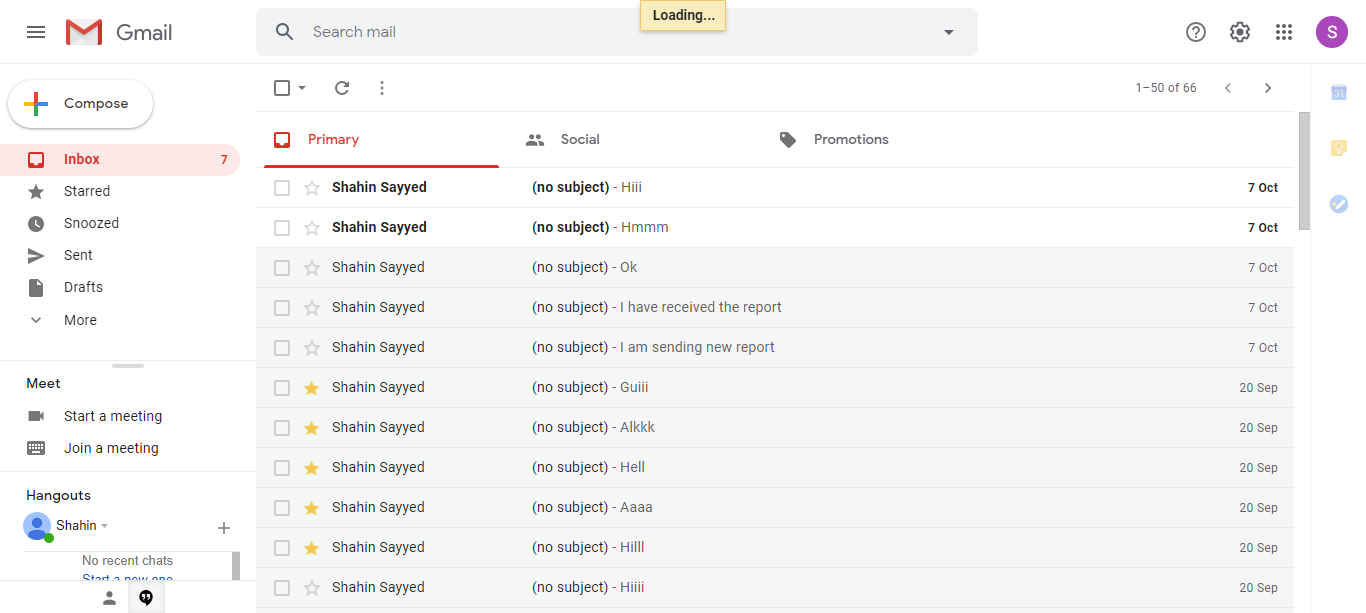 Loading...
Gmail
Search mail
S
Compose
1–50 of 66
31
Primary
Social
Promotions
Inbox 7
Starred
Snoozed
Sent
Drafts
More
Shahin Sayyed (no subject) - Hiii 7 Oct
Shahin Sayyed (no subject) - Hmmm 7 Oct
Shahin Sayyed (no subject) - Ok 7 Oct
Shahin Sayyed (no subject) - I have received the report 7 Oct
Shahin Sayyed (no subject) - I am sending new report 7 Oct
Shahin Sayyed (no subject) - Guiii 20 Sep
Shahin Sayyed (no subject) - Alkkk 20 Sep
Shahin Sayyed (no subject) - Hell 20 Sep
Shahin Sayyed (no subject) - Aaaa 20 Sep
Shahin Sayyed (no subject) - Hilll 20 Sep
Shahin Sayyed (no subject) - Hiiii 20 Sep
Meet
Start a meeting
Join a meeting
Hangouts
Shahin
No recent chats
Start a new one